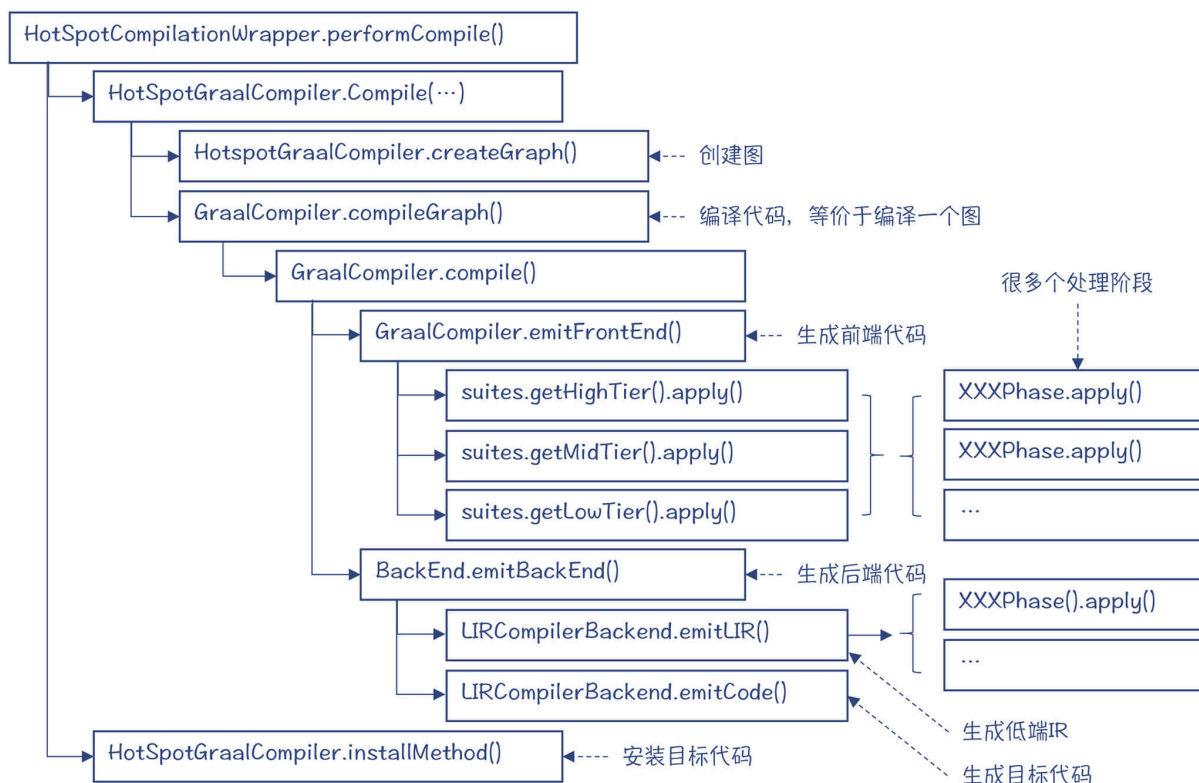 HotSpotCompilationWrapper.performCompile()
HotSpotGraalCompiler.Compile(…)
HotspotGraalCompiler.createGraph()
创建图
GraalCompiler.compileGraph()
编译代码，等价于编译一个图
GraalCompiler.compile()
很多个处理阶段
GraalCompiler.emitFrontEnd()
生成前端代码
suites.getHighTier().apply()
XXXPhase.apply()
suites.getMidTier().apply()
XXXPhase.apply()
suites.getLowTier().apply()
…
BackEnd.emitBackEnd()
生成后端代码
XXXPhase().apply()
LIRCompilerBackend.emitLIR()
…
LIRCompilerBackend.emitCode()
生成低端IR
HotSpotGraalCompiler.installMethod()
安装目标代码
生成目标代码